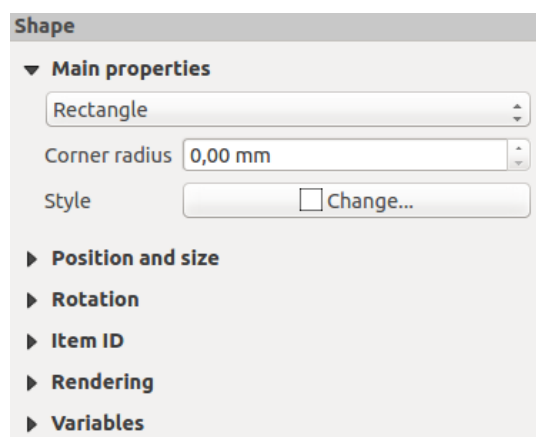 Shape
Main properties
Rectangle
Corner radius 0,00 mm
Style Change...
Position and size
Rotation
Item ID
Rendering
Variables